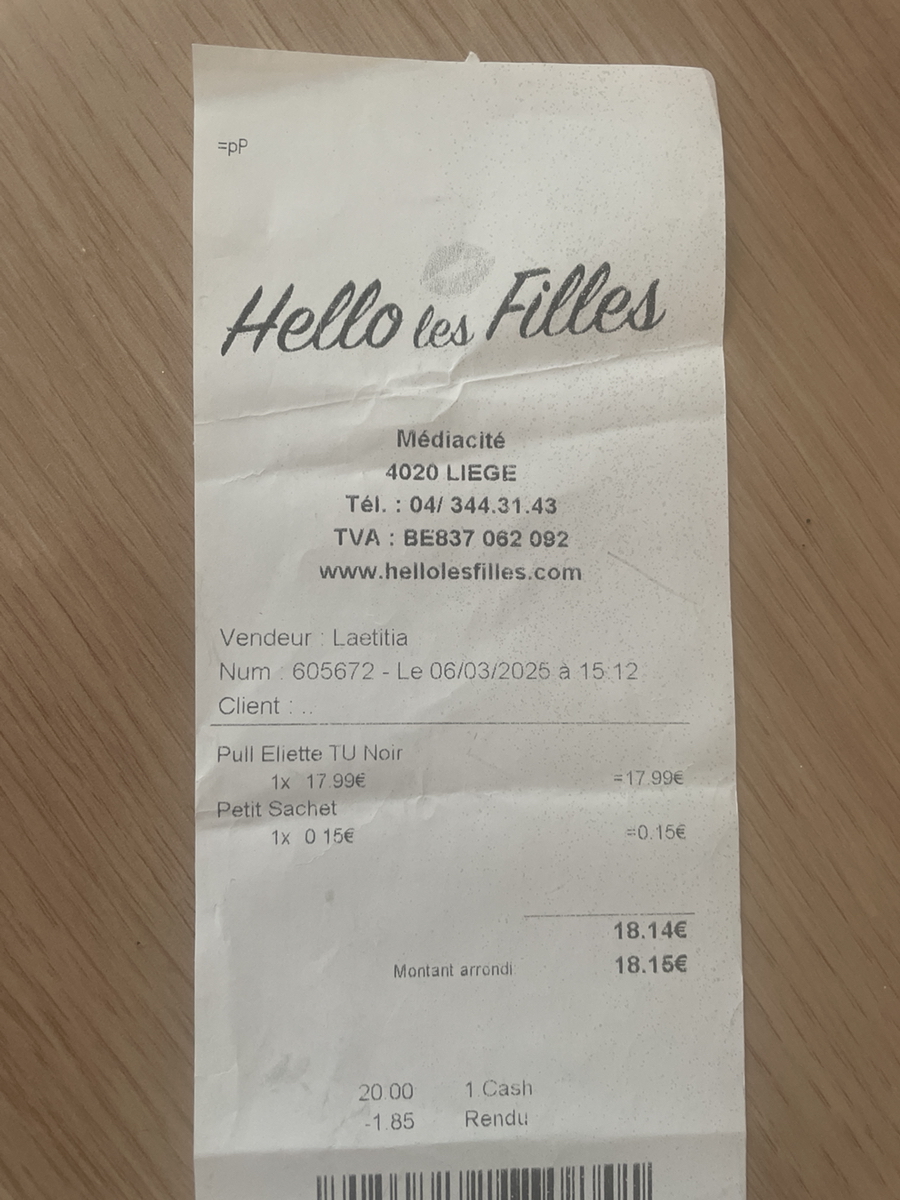 =pP
Hello les Filles
Médiacité
4020 LIEGE
Tél. : 04/ 344.31.43
TVA : BE837 062 092
www.hellolesfilles.com
Vendeur : Laetitia
Num : 605672 - Le 06/03/2025 à 15:12
Client : ..
Pull Eliette TU Noir
1x 17.99€ =17.99€
Petit Sachet
1x 0.15€ =0.15€
18.14€
Montant arrondi 18.15€
20.00 1 Cash
-1.85 Rendu